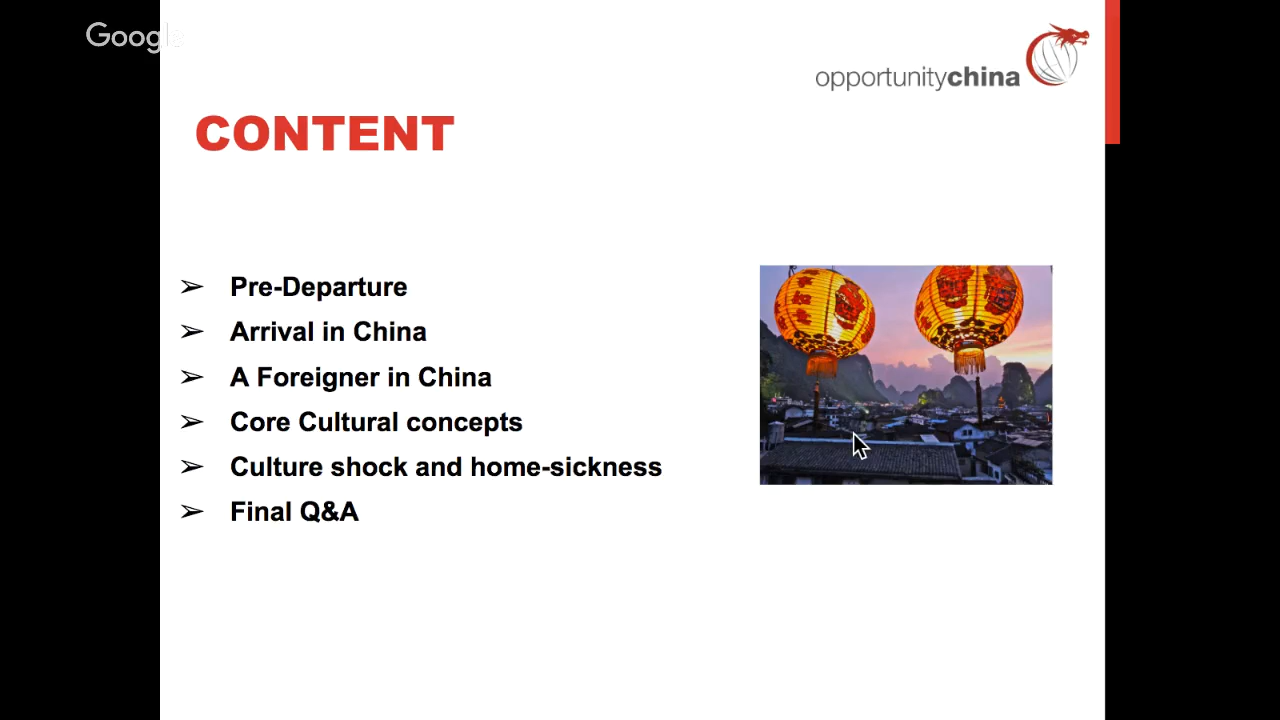 Google
opportunitychina
CONTENT
➢ Pre-Departure
➢ Arrival in China
➢ A Foreigner in China
➢ Core Cultural concepts
➢ Culture shock and home-sickness
➢ Final Q&A